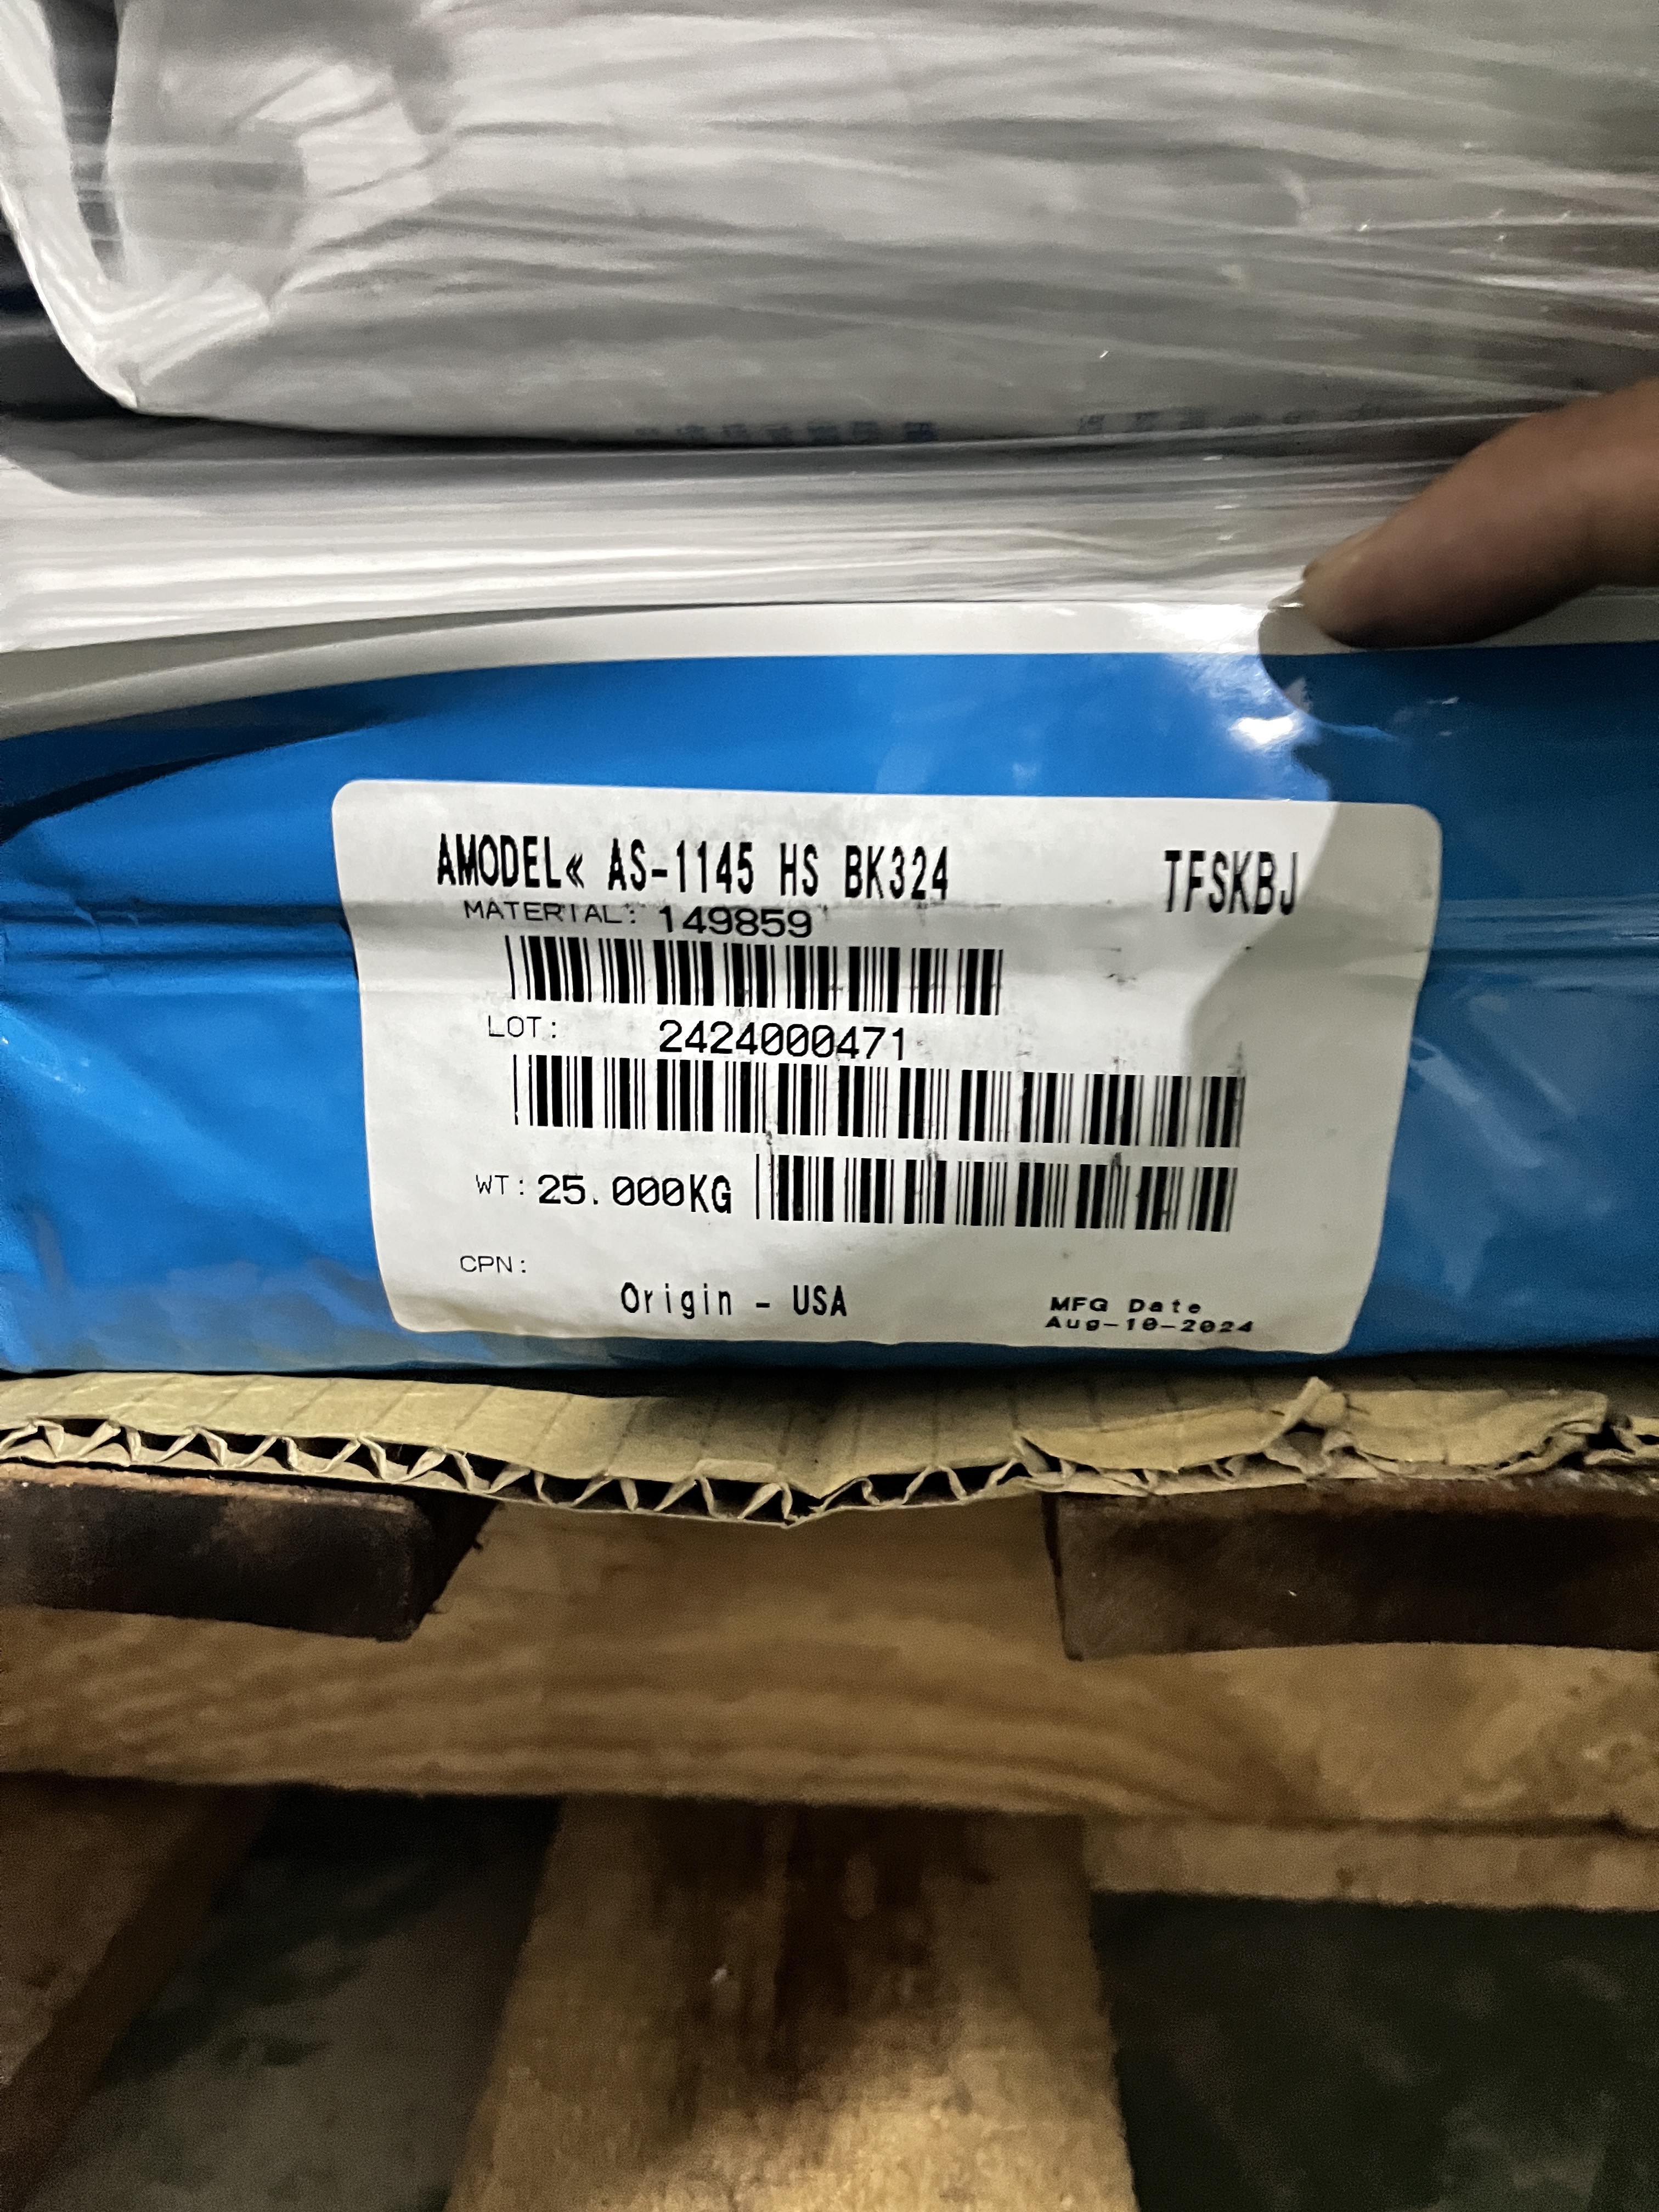 AMODEL« AS-1145 HS BK324 TFSKBJ
MATERIAL: 149859
LOT: 2424000471
WT: 25.000KG
CPN:
Origin - USA
MFG Date
Aug-10-2024